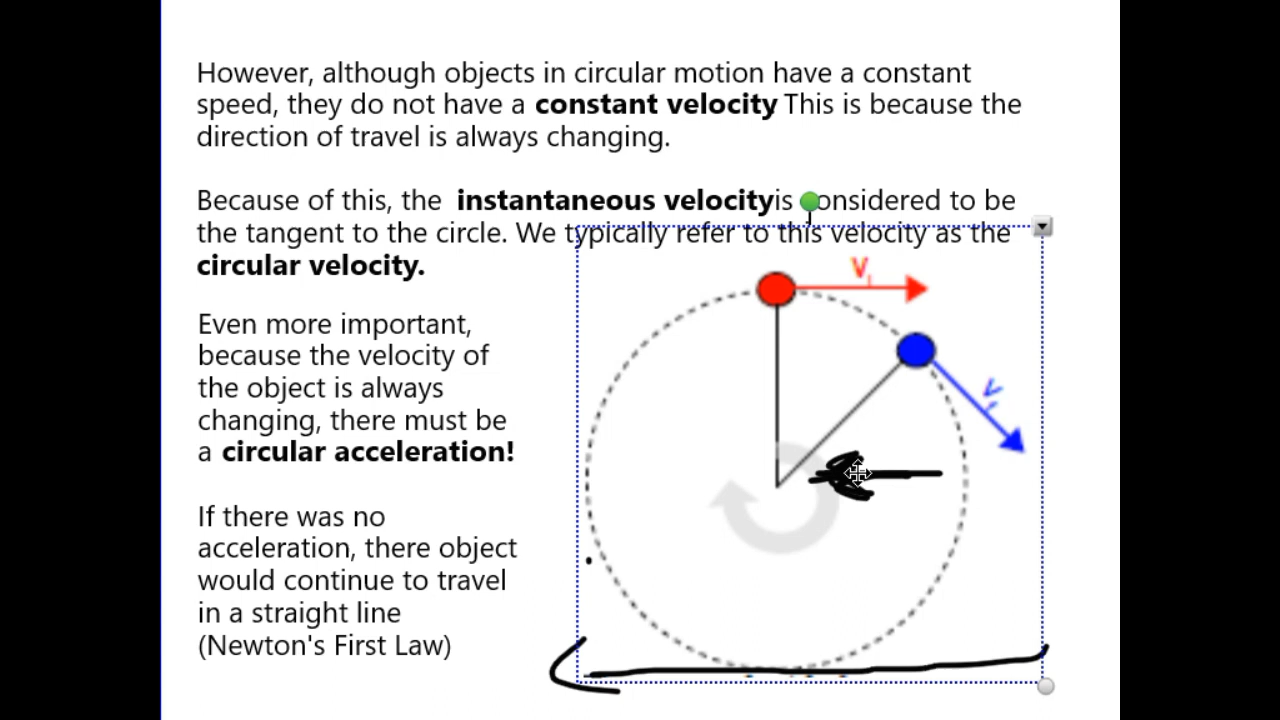 However, although objects in circular motion have a constant
speed, they do not have a constant velocity. This is because the
direction of travel is always changing.
Because of this, the instantaneous velocity is considered to be
the tangent to the circle. We typically refer to this velocity as the
circular velocity.
Even more important,
because the velocity of
the object is always
changing, there must be
a circular acceleration!
If there was no
acceleration, there object
would continue to travel
in a straight line
(Newton's First Law)
V
V